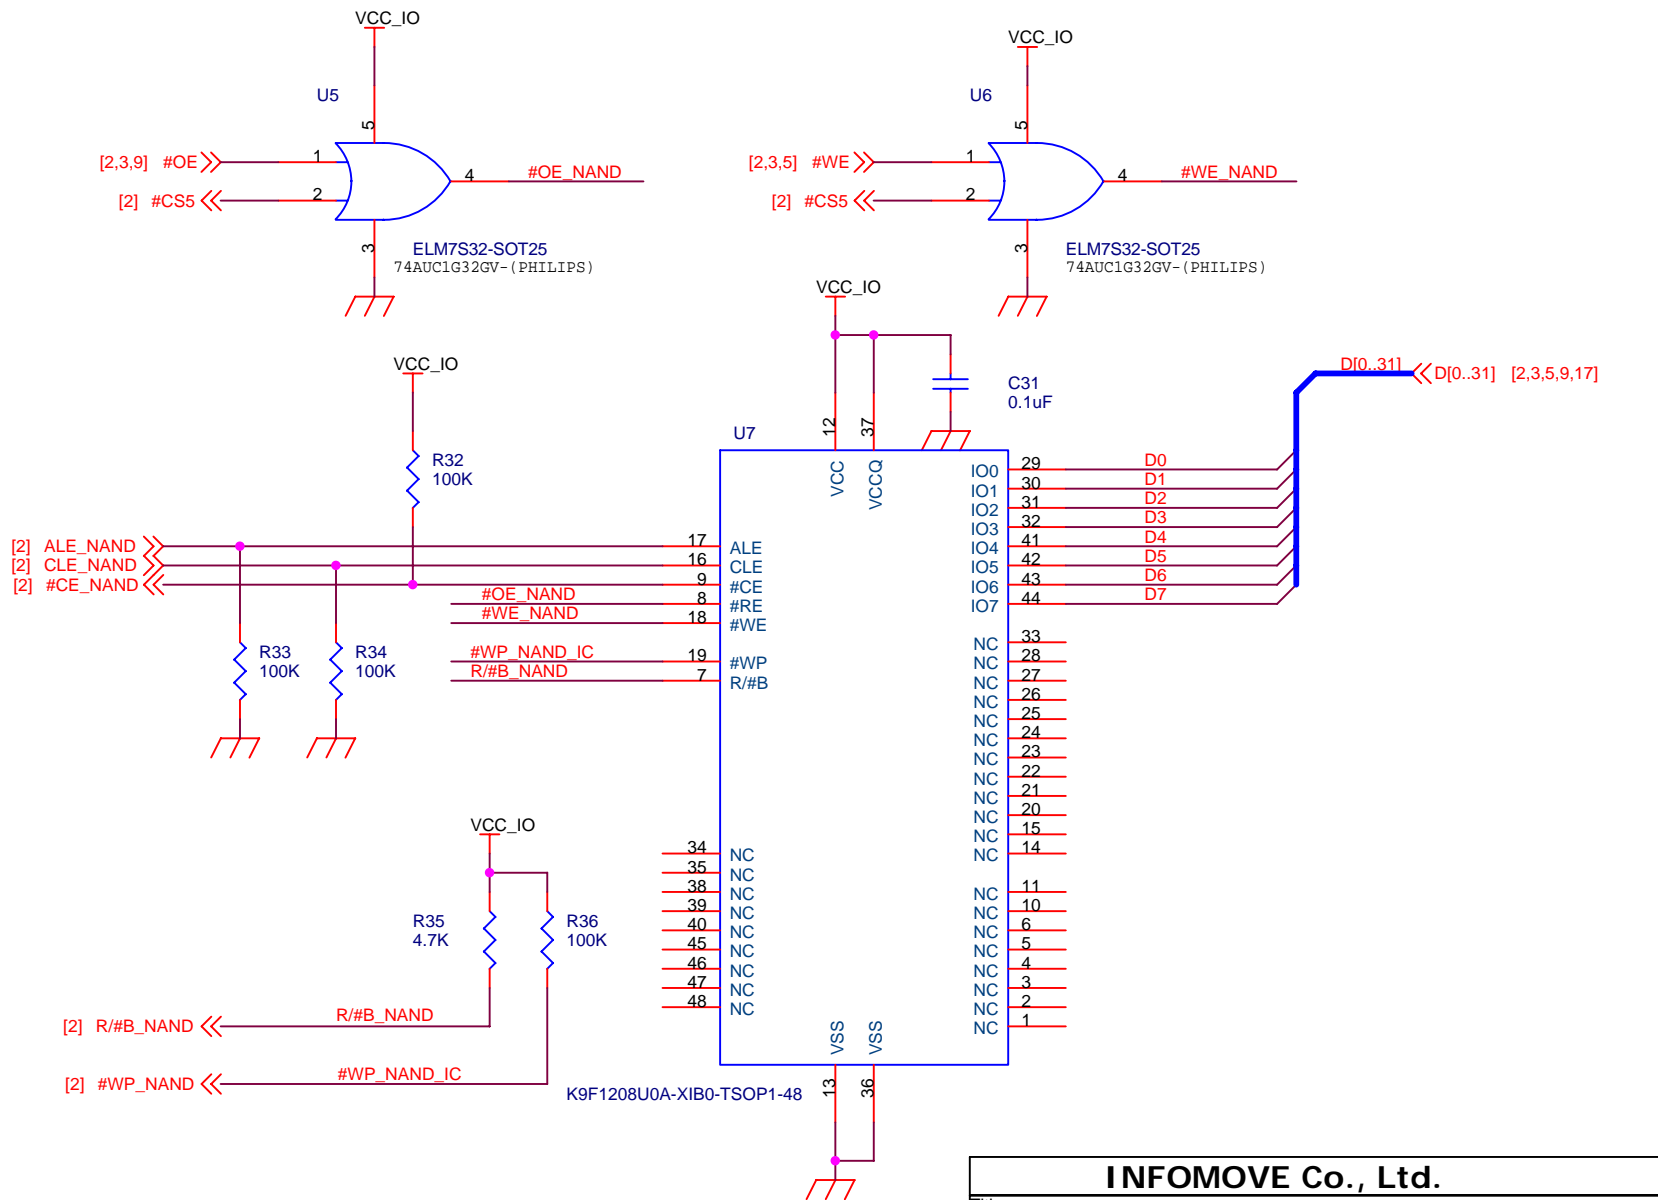 VCC_IO
U5
5
[2,3,9] #OE
1
4
#OE_NAND
[2] #CS5
2
3
ELM7S32-SOT25
74AUC1G32GV-(PHILIPS)
VCC_IO
U6
5
[2,3,5] #WE
1
4
#WE_NAND
[2] #CS5
2
3
ELM7S32-SOT25
74AUC1G32GV-(PHILIPS)
VCC_IO
C31
0.1uF
D[0..31]
D[0..31] [2,3,5,9,17]
VCC_IO
R32
100K
U7
12
VCC
37
VCCQ
[2] ALE_NAND
17 ALE
[2] CLE_NAND
16 CLE
[2] #CE_NAND
9 #CE
#OE_NAND
8 #RE
#WE_NAND
18 #WE
#WP_NAND_IC
19 #WP
R/#B_NAND
7 R/#B
R33
100K
R34
100K
IO0 29 D0
IO1 30 D1
IO2 31 D2
IO3 32 D3
IO4 41 D4
IO5 42 D5
IO6 43 D6
IO7 44 D7
NC 33
NC 28
NC 27
NC 26
NC 25
NC 24
NC 23
NC 22
NC 21
NC 20
NC 15
NC 14
NC 11
NC 10
NC 6
NC 5
NC 4
NC 3
NC 2
NC 1
34 NC
35 NC
38 NC
39 NC
40 NC
45 NC
46 NC
47 NC
48 NC
VCC_IO
R35
4.7K
R36
100K
[2] R/#B_NAND
R/#B_NAND
[2] #WP_NAND
#WP_NAND_IC
VSS
13
VSS
36
K9F1208U0A-XIB0-TSOP1-48
INFOMOVE Co., Ltd.